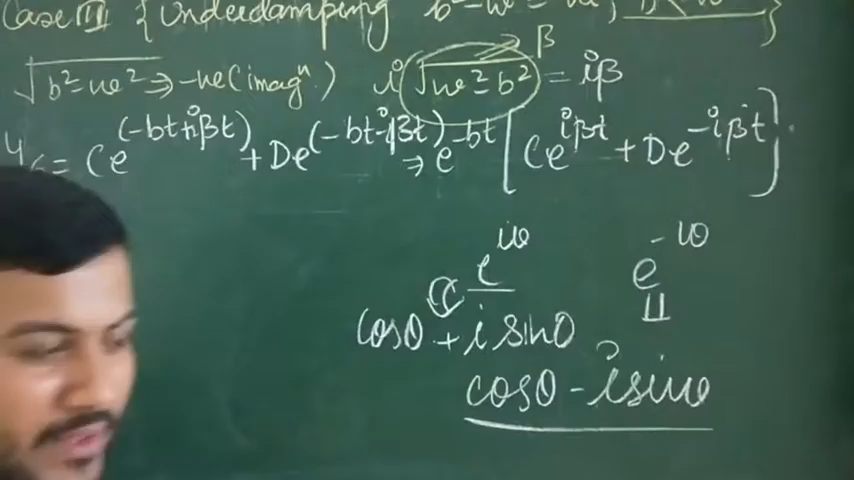 Case III { Underdamping
√b²-ω² ⇒ -ve (imagⁿ.) i √ω²-b² = iβ
β
= Ce^(-bt+iβt) + De^(-bt-iβt) ⇒ e^-bt [Ce^iβt + De^-iβt]
e^iθ e^-iθ
cosθ + i sinθ
cosθ - i sinθ